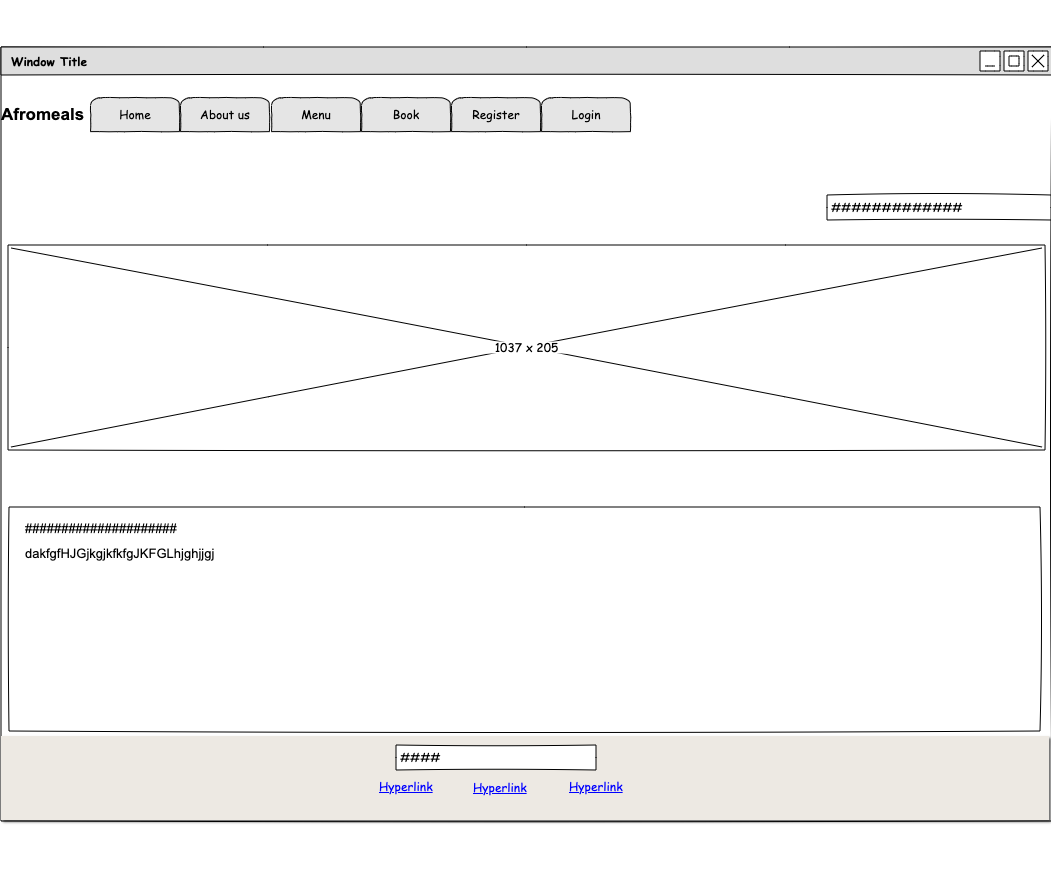 Window Title
Afromeals Home About us Menu Book Register Login
#############
1037 x 205
#####################
dakfgfHJGjkgjkfkfgJKFGLhjghjjgj
####
Hyperlink Hyperlink Hyperlink